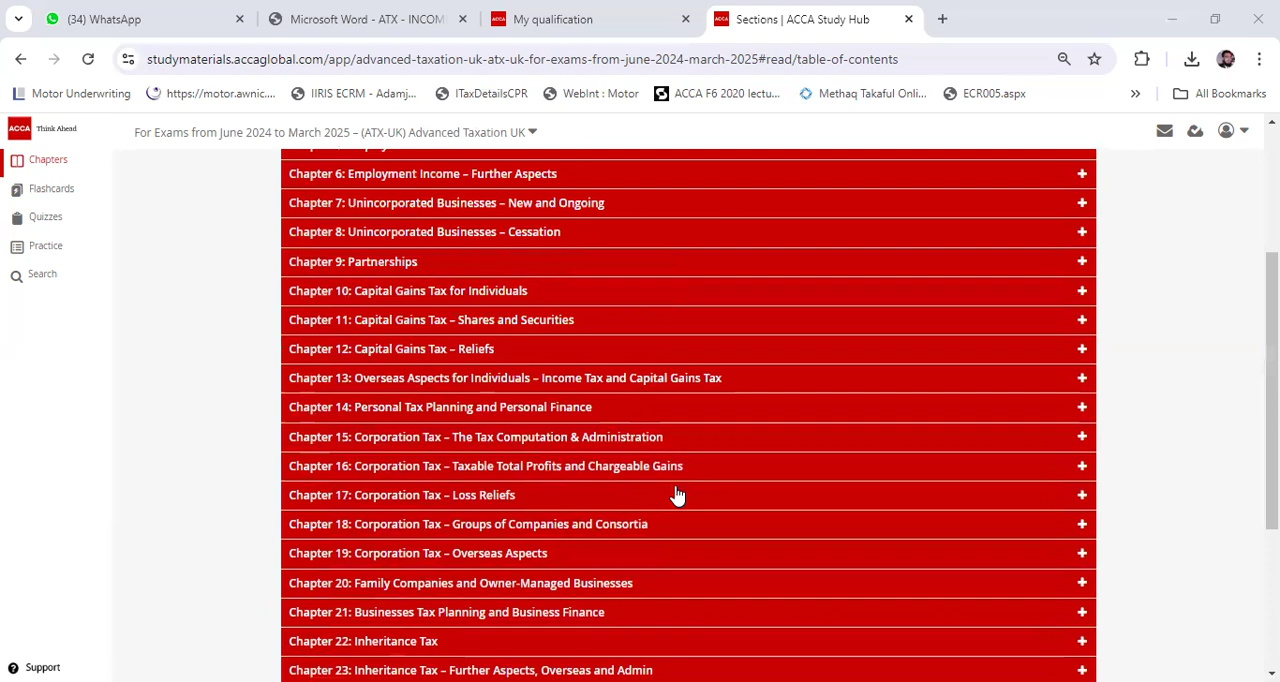 (34) WhatsApp
Microsoft Word - ATX - INCOM
ACCA
My qualification
ACCA
Sections | ACCA Study Hub
studymaterials.accaglobal.com/app/advanced-taxation-uk-atx-uk-for-exams-from-june-2024-march-2025#read/table-of-contents
Motor Underwriting
https://motor.awnic....
IIRIS ECRM - Adamj...
ITaxDetailsCPR
WebInt : Motor
ACCA F6 2020 lectu...
Methaq Takaful Onli...
ECR005.aspx
All Bookmarks
ACCA Think Ahead
For Exams from June 2024 to March 2025 – (ATX-UK) Advanced Taxation UK
Chapters
Flashcards
Quizzes
Practice
Search
Chapter 6: Employment Income – Further Aspects
Chapter 7: Unincorporated Businesses – New and Ongoing
Chapter 8: Unincorporated Businesses – Cessation
Chapter 9: Partnerships
Chapter 10: Capital Gains Tax for Individuals
Chapter 11: Capital Gains Tax – Shares and Securities
Chapter 12: Capital Gains Tax – Reliefs
Chapter 13: Overseas Aspects for Individuals – Income Tax and Capital Gains Tax
Chapter 14: Personal Tax Planning and Personal Finance
Chapter 15: Corporation Tax – The Tax Computation & Administration
Chapter 16: Corporation Tax – Taxable Total Profits and Chargeable Gains
Chapter 17: Corporation Tax – Loss Reliefs
Chapter 18: Corporation Tax – Groups of Companies and Consortia
Chapter 19: Corporation Tax – Overseas Aspects
Chapter 20: Family Companies and Owner-Managed Businesses
Chapter 21: Businesses Tax Planning and Business Finance
Chapter 22: Inheritance Tax
Chapter 23: Inheritance Tax – Further Aspects, Overseas and Admin
Support